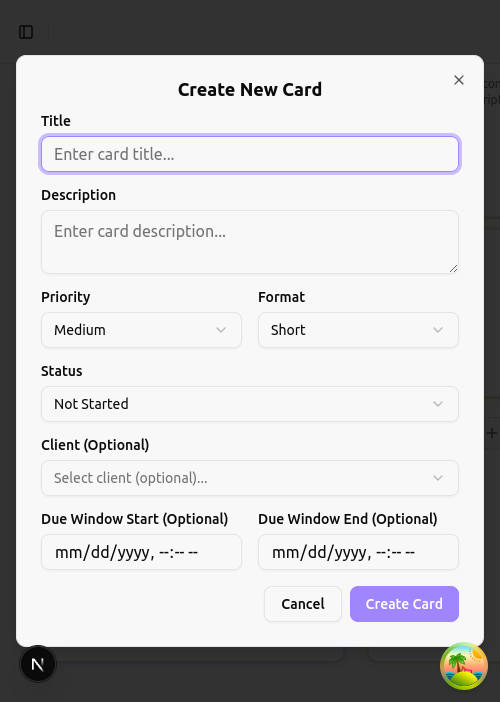 Create New Card
Title
Enter card title...
Description
Enter card description...
Priority
Format
Medium
Short
Status
Not Started
Client (Optional)
Select client (optional)...
Due Window Start (Optional)
Due Window End (Optional)
mm/dd/yyyy, --:-- --
mm/dd/yyyy, --:-- --
Cancel
Create Card
N